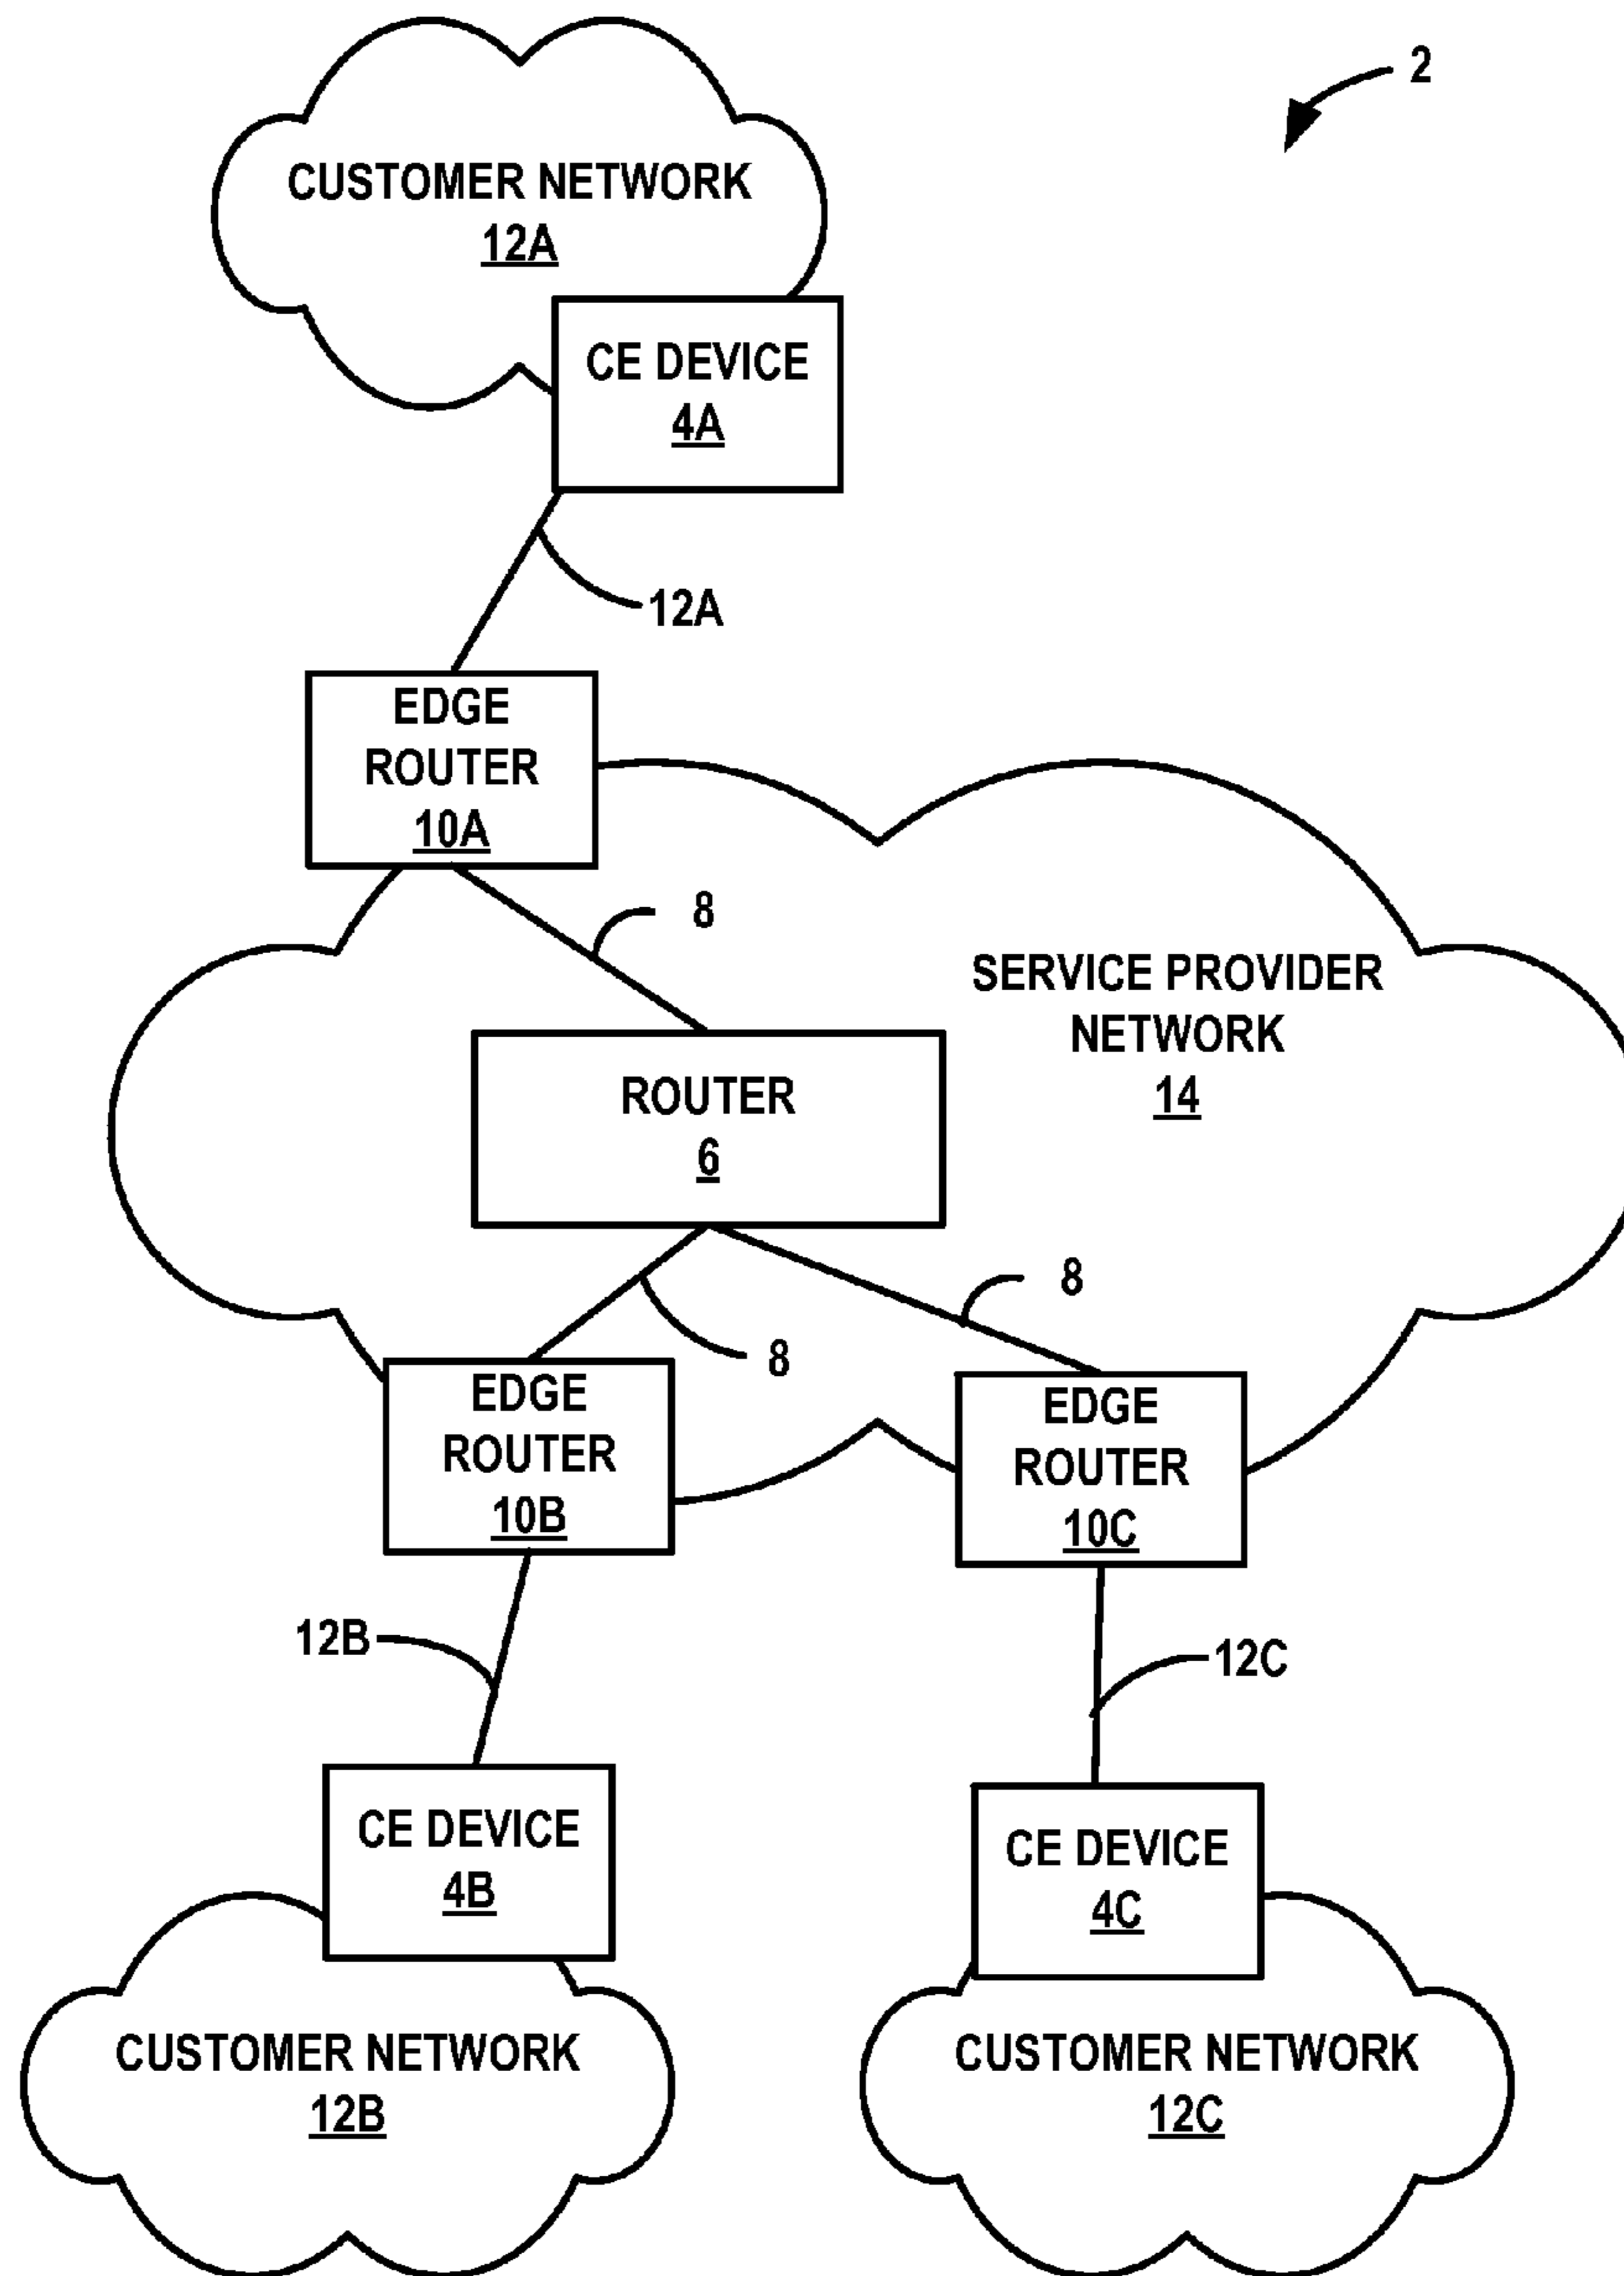 2
CUSTOMER NETWORK
12A
CE DEVICE
4A
12A
EDGE
ROUTER
10A
8
SERVICE PROVIDER
NETWORK
14
ROUTER
6
8
8
EDGE
ROUTER
10B
EDGE
ROUTER
10C
12B
12C
CE DEVICE
4B
CE DEVICE
4C
CUSTOMER NETWORK
12B
CUSTOMER NETWORK
12C